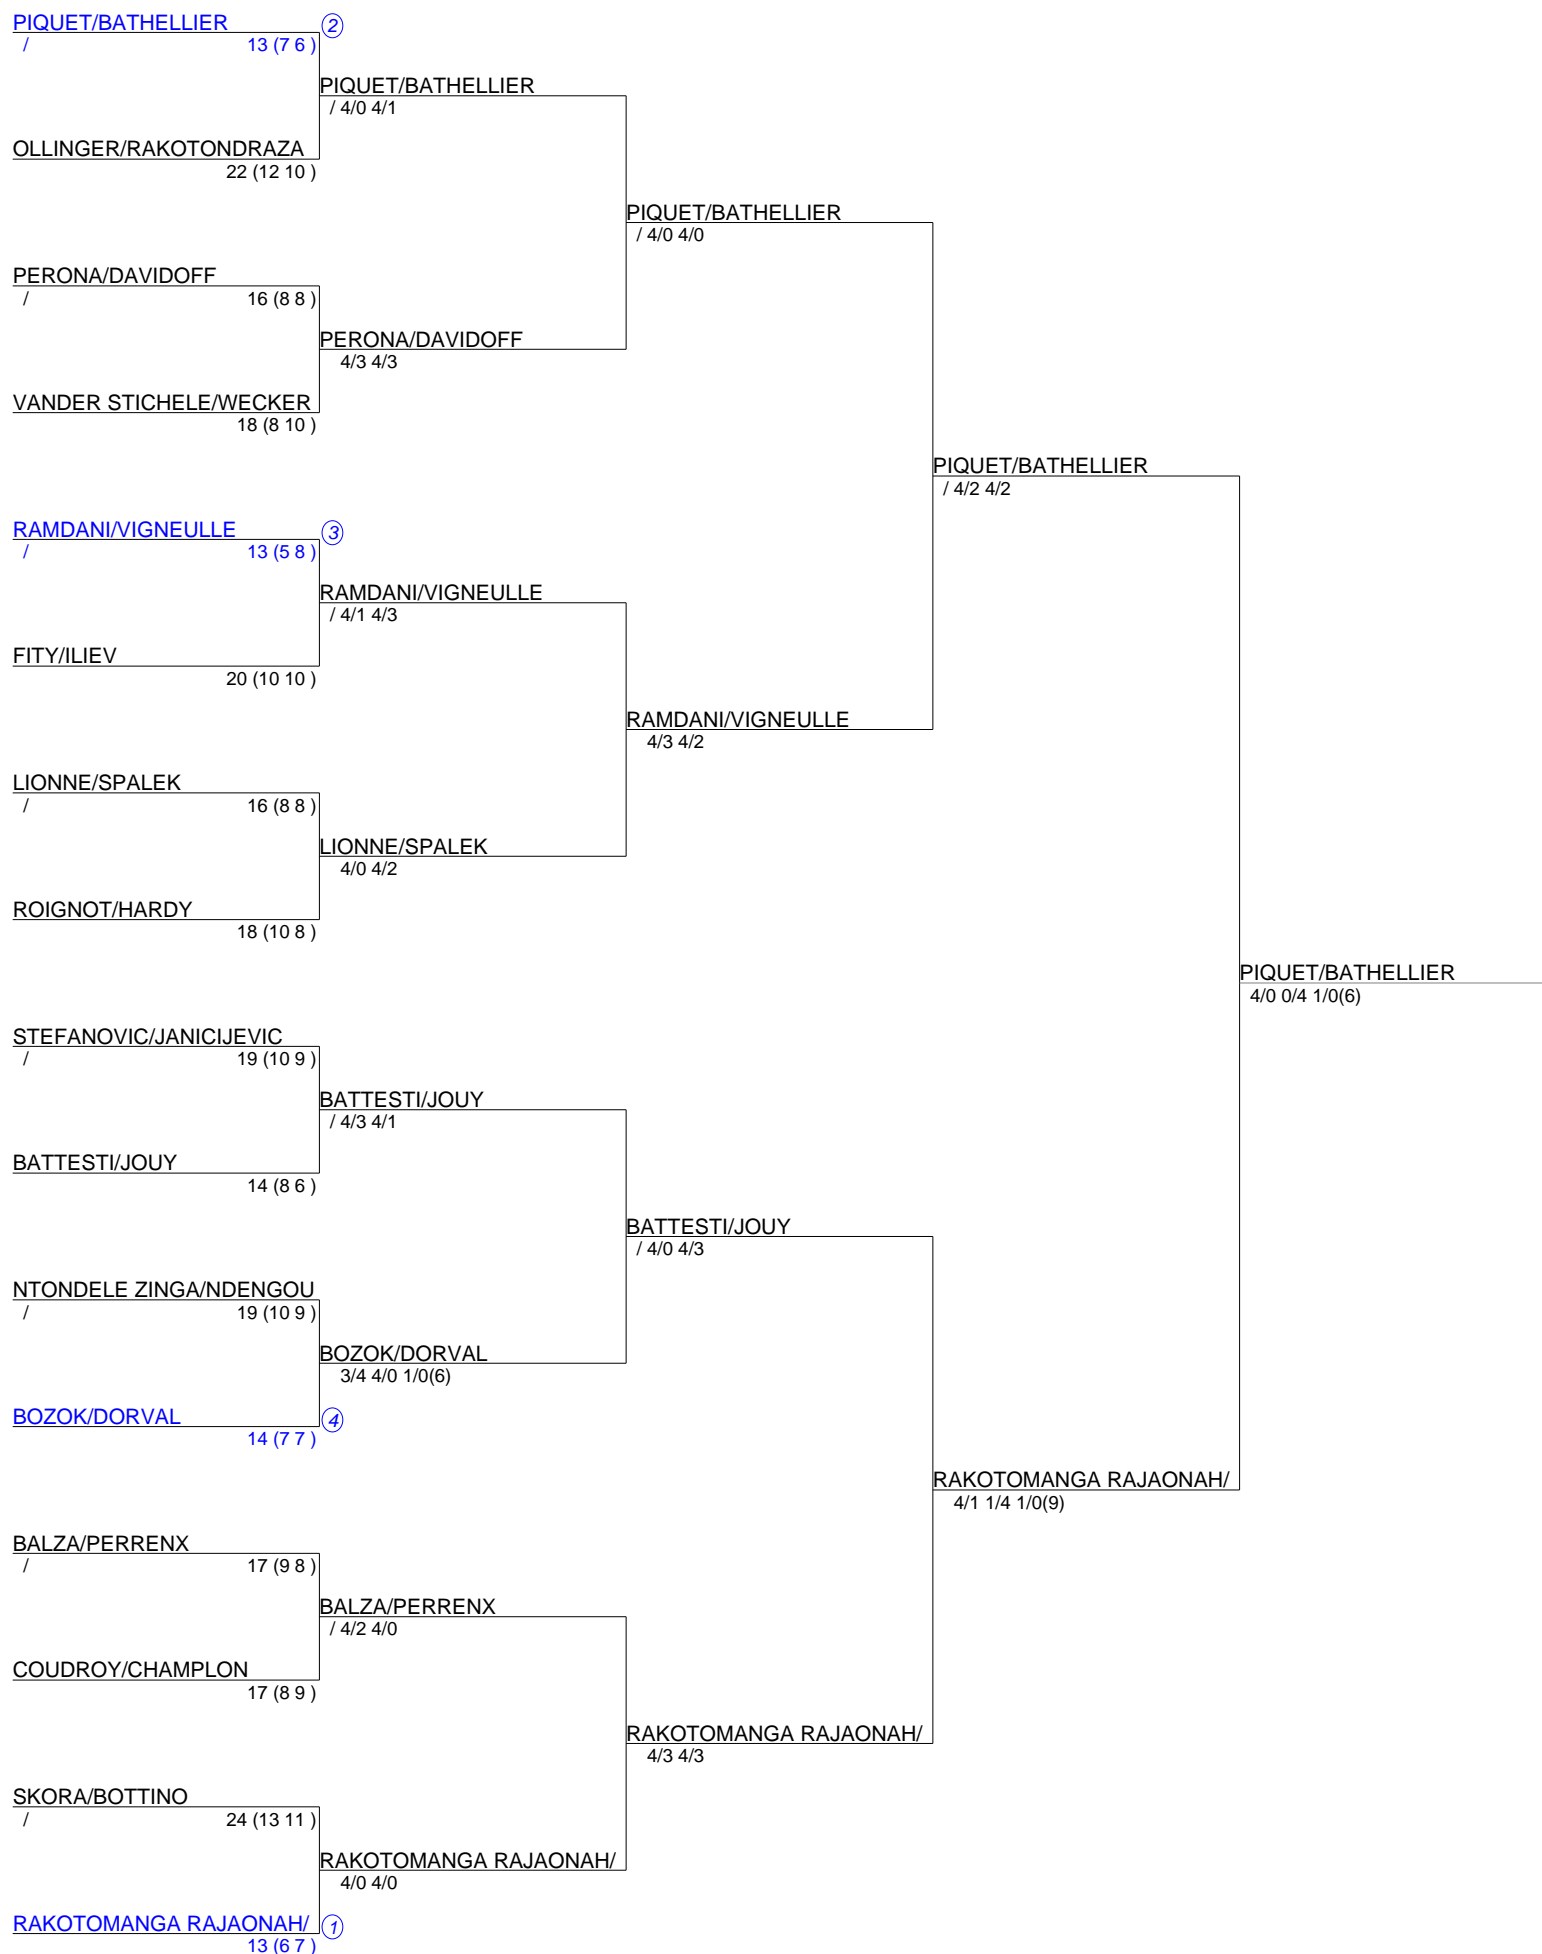 PIQUET/BATHELLIER 2
/ 13 (7 6 )
PIQUET/BATHELLIER
/ 4/0 4/1
OLLINGER/RAKOTONDRAZA
22 (12 10 )
PIQUET/BATHELLIER
/ 4/0 4/0
PERONA/DAVIDOFF
/ 16 (8 8 )
PERONA/DAVIDOFF
4/3 4/3
VANDER STICHELE/WECKER
18 (8 10 )
PIQUET/BATHELLIER
/ 4/2 4/2
RAMDANI/VIGNEULLE 3
/ 13 (5 8 )
RAMDANI/VIGNEULLE
/ 4/1 4/3
FITY/ILIEV
20 (10 10 )
RAMDANI/VIGNEULLE
4/3 4/2
LIONNE/SPALEK
/ 16 (8 8 )
LIONNE/SPALEK
4/0 4/2
ROIGNOT/HARDY
18 (10 8 )
PIQUET/BATHELLIER
4/0 0/4 1/0(6)
STEFANOVIC/JANICIJEVIC
/ 19 (10 9 )
BATTESTI/JOUY
/ 4/3 4/1
BATTESTI/JOUY
14 (8 6 )
BATTESTI/JOUY
/ 4/0 4/3
NTONDELE ZINGA/NDENGOU
/ 19 (10 9 )
BOZOK/DORVAL
3/4 4/0 1/0(6)
BOZOK/DORVAL 4
14 (7 7 )
RAKOTOMANGA RAJAONAH/
4/1 1/4 1/0(9)
BALZA/PERRENX
/ 17 (9 8 )
BALZA/PERRENX
/ 4/2 4/0
COUDROY/CHAMPLON
17 (8 9 )
RAKOTOMANGA RAJAONAH/
4/3 4/3
SKORA/BOTTINO
/ 24 (13 11 )
RAKOTOMANGA RAJAONAH/
4/0 4/0
RAKOTOMANGA RAJAONAH/ 1
13 (6 7 )